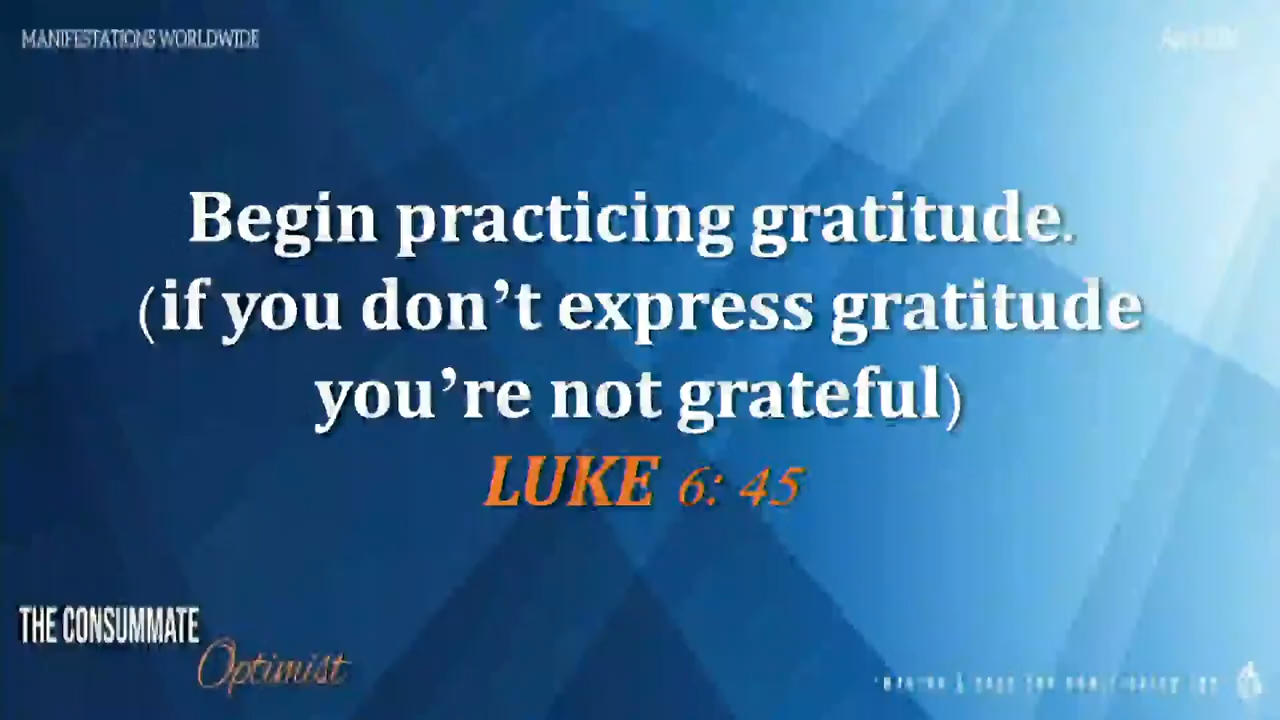 MANIFESTATIONS WORLDWIDE
Begin practicing gratitude.
(if you don’t express gratitude
you’re not grateful)
LUKE 6: 45
THE CONSUMMATE
Optimist